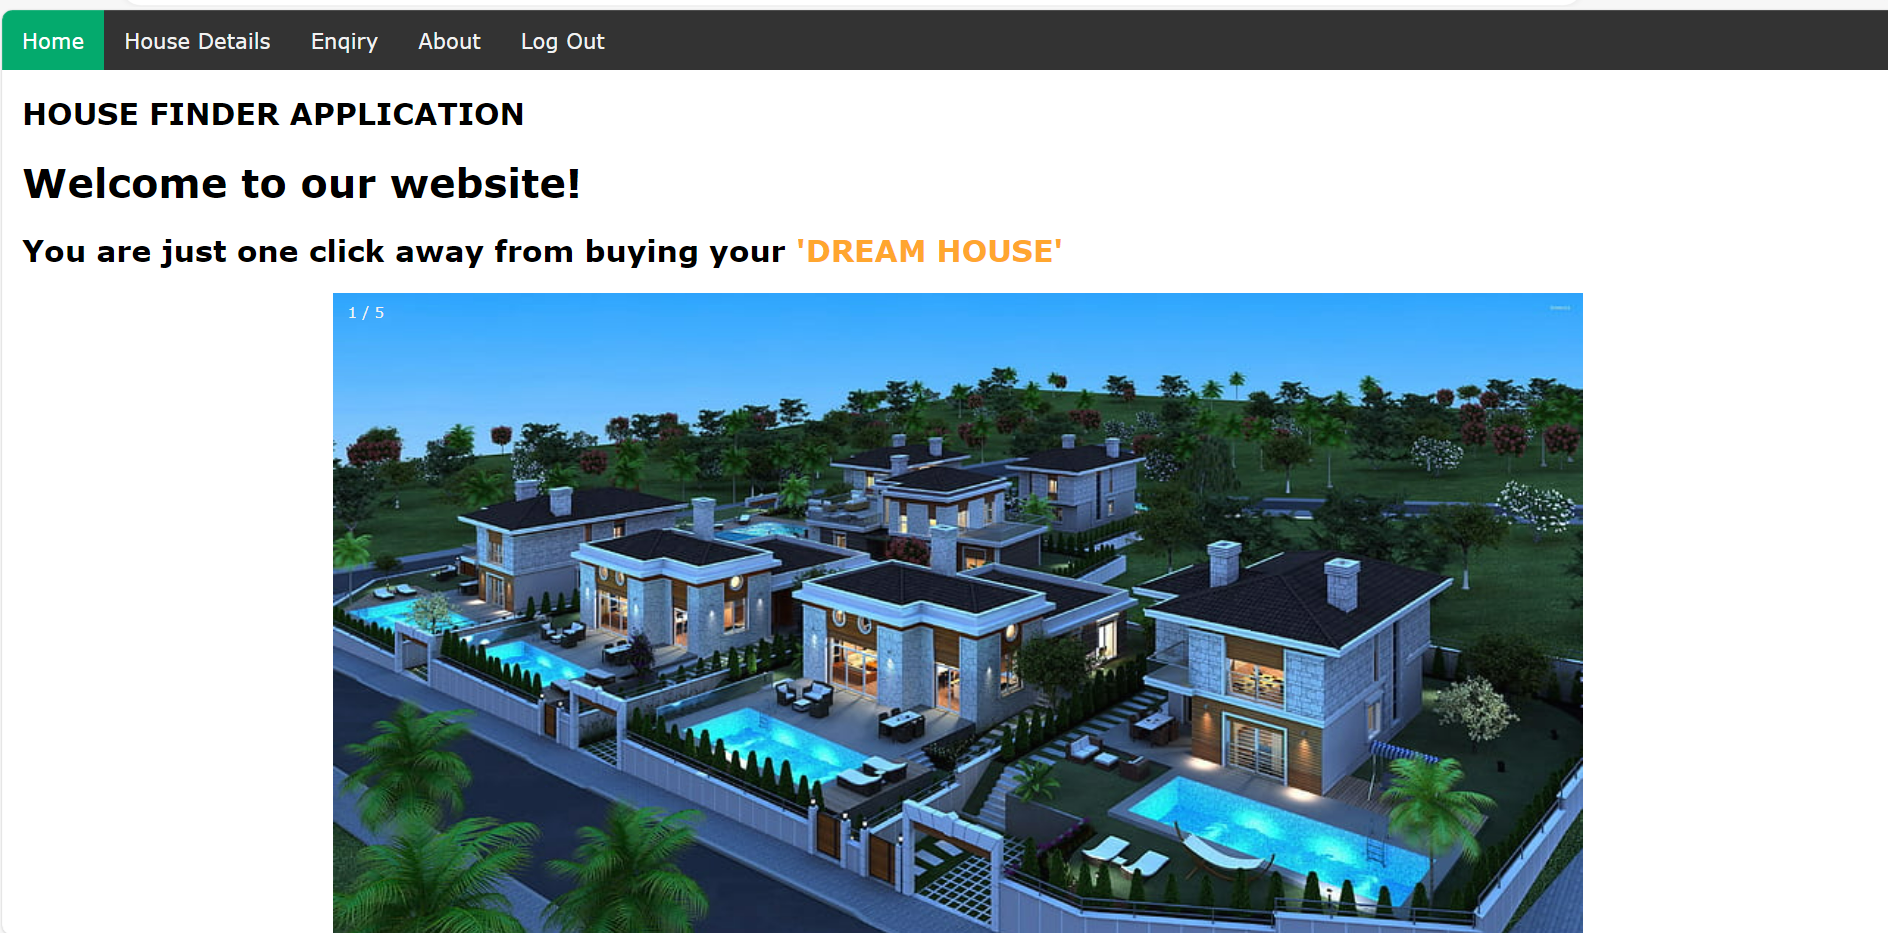 Home House Details Enqiry About Log Out
HOUSE FINDER APPLICATION
Welcome to our website!
You are just one click away from buying your 'DREAM HOUSE'
1 / 5